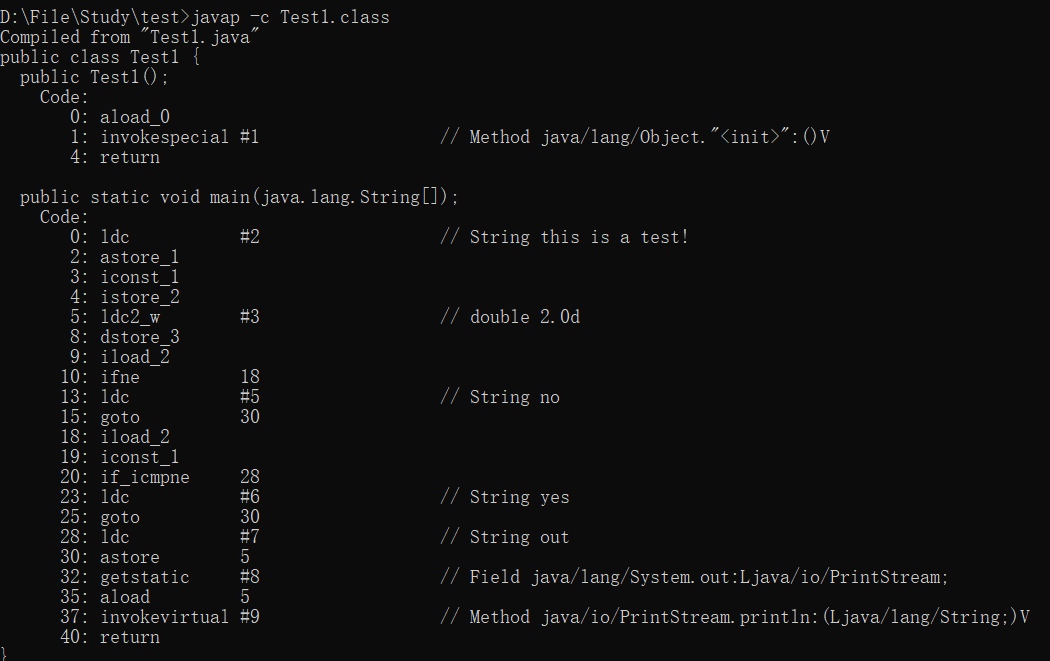 D:\File\Study\test>javap -c Test1.class
Compiled from "Test1.java"
public class Test1 {
  public Test1();
    Code:
       0: aload_0
       1: invokespecial #1                  // Method java/lang/Object."<init>":()V
       4: return

  public static void main(java.lang.String[]);
    Code:
       0: ldc           #2                  // String this is a test!
       2: astore_1
       3: iconst_1
       4: istore_2
       5: ldc2_w        #3                  // double 2.0d
       8: dstore_3
       9: iload_2
      10: ifne          18
      13: ldc           #5                  // String no
      15: goto          30
      18: iload_2
      19: iconst_1
      20: if_icmpne     28
      23: ldc           #6                  // String yes
      25: goto          30
      28: ldc           #7                  // String out
      30: astore        5
      32: getstatic     #8                  // Field java/lang/System.out:Ljava/io/PrintStream;
      35: aload         5
      37: invokevirtual #9                  // Method java/io/PrintStream.println:(Ljava/lang/String;)V
      40: return
}